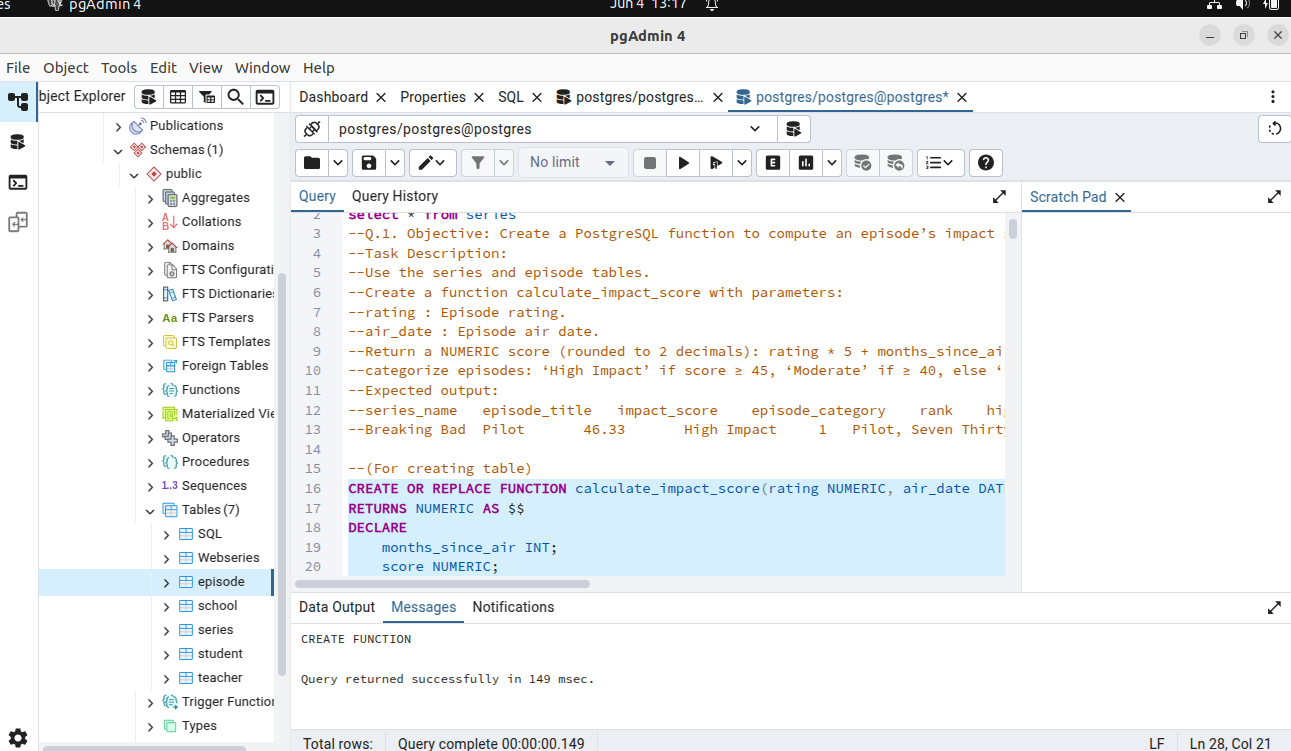 es pgAdmin 4 Jun 4 13:17
pgAdmin 4
File Object Tools Edit View Window Help
bject Explorer
Dashboard Properties SQL postgres/postgres... postgres/postgres@postgres*
postgres/postgres@postgres
No limit
E
Query Query History
Scratch Pad
Publications
Schemas (1)
public
Aggregates
Collations
Domains
FTS Configurati
FTS Dictionaries
Aa FTS Parsers
FTS Templates
Foreign Tables
Functions
Materialized Vie
Operators
Procedures
1..3 Sequences
Tables (7)
SQL
Webseries
episode
school
series
student
teacher
Trigger Function
Types
2 select * from series
3 --Q.1. Objective: Create a PostgreSQL function to compute an episode’s impact
4 --Task Description:
5 --Use the series and episode tables.
6 --Create a function calculate_impact_score with parameters:
7 --rating : Episode rating.
8 --air_date : Episode air date.
9 --Return a NUMERIC score (rounded to 2 decimals): rating * 5 + months_since_ai
10 --categorize episodes: ‘High Impact’ if score ≥ 45, ‘Moderate’ if ≥ 40, else ‘
11 --Expected output:
12 --series_name episode_title impact_score episode_category rank hi
13 --Breaking Bad Pilot 46.33 High Impact 1 Pilot, Seven Thirt
14
15 --(For creating table)
16 CREATE OR REPLACE FUNCTION calculate_impact_score(rating NUMERIC, air_date DAT
17 RETURNS NUMERIC AS $$
18 DECLARE
19 months_since_air INT;
20 score NUMERIC;
Data Output Messages Notifications
CREATE FUNCTION
Query returned successfully in 149 msec.
Total rows: Query complete 00:00:00.149 LF Ln 28, Col 21